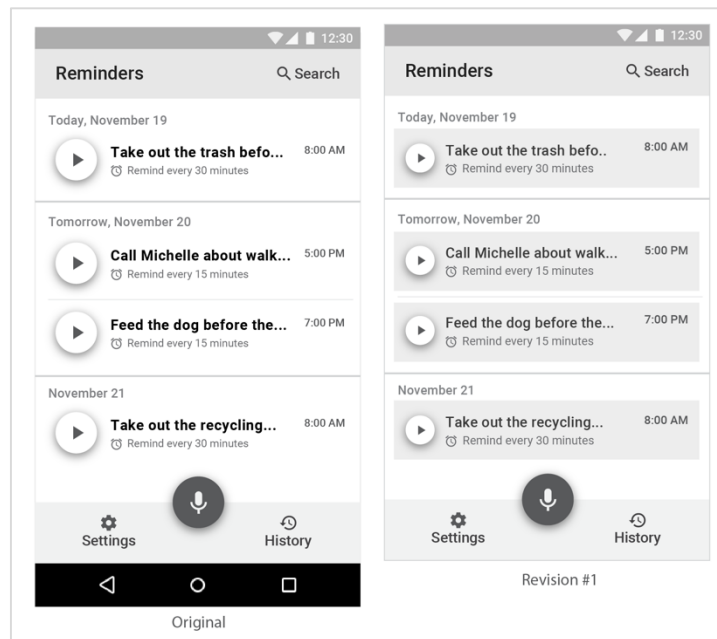 12:30
Reminders Search
Today, November 19
Take out the trash befo... 8:00 AM
Remind every 30 minutes
Tomorrow, November 20
Call Michelle about walk... 5:00 PM
Remind every 15 minutes
Feed the dog before the... 7:00 PM
Remind every 15 minutes
November 21
Take out the recycling... 8:00 AM
Remind every 30 minutes
Settings History
Original
12:30
Reminders Search
Today, November 19
Take out the trash befo.. 8:00 AM
Remind every 30 minutes
Tomorrow, November 20
Call Michelle about walk... 5:00 PM
Remind every 15 minutes
Feed the dog before the... 7:00 PM
Remind every 15 minutes
November 21
Take out the recycling... 8:00 AM
Remind every 30 minutes
Settings History
Revision #1